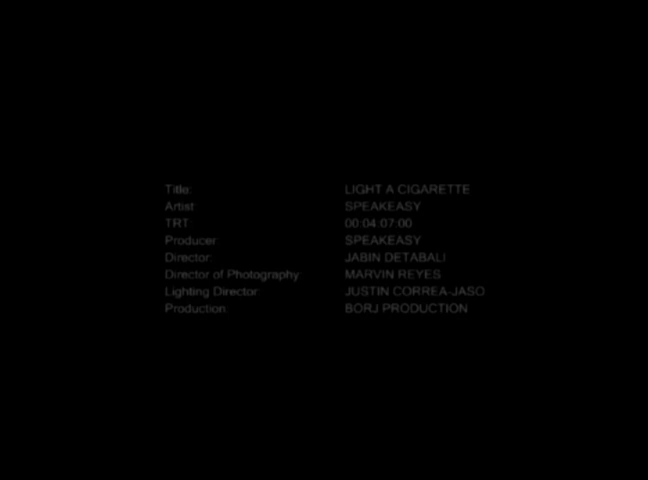 Title: LIGHT A CIGARETTE
Artist: SPEAKEASY
TRT: 00:04:07:00
Producer: SPEAKEASY
Director: JABIN DETABALI
Director of Photography: MARVIN REYES
Lighting Director: JUSTIN CORREA-JASO
Production: BORJ PRODUCTION